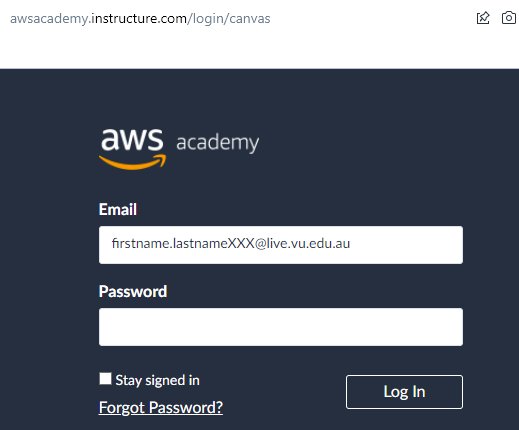 awsacademy.instructure.com/login/canvas
aws academy
Email
firstname.lastnameXXX@live.vu.edu.au
Password
Stay signed in
Log In
Forgot Password?